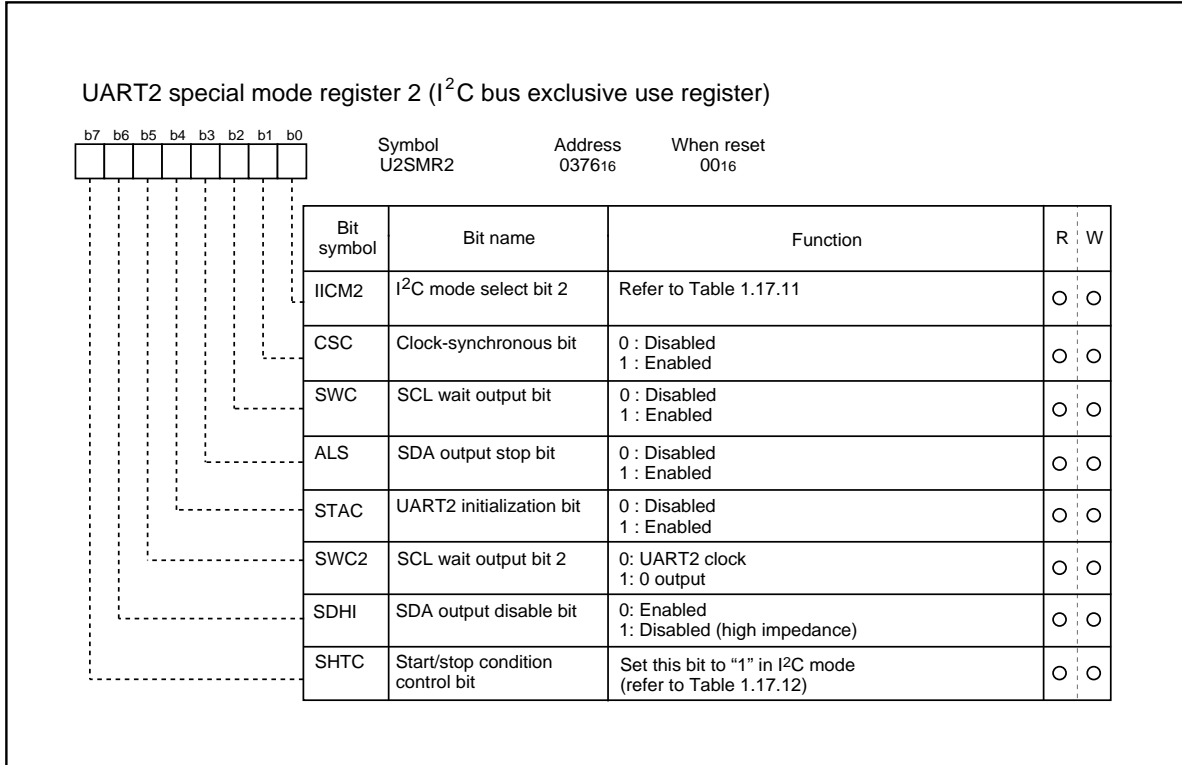 UART2 special mode register 2 (I2C bus exclusive use register)
b7 b6 b5 b4 b3 b2 b1 b0
Symbol Address When reset
U2SMR2 037616 0016
Bit symbol Bit name Function R W
IICM2 I2C mode select bit 2 Refer to Table 1.17.11
CSC Clock-synchronous bit 0 : Disabled
1 : Enabled
SWC SCL wait output bit 0 : Disabled
1 : Enabled
ALS SDA output stop bit 0 : Disabled
1 : Enabled
STAC UART2 initialization bit 0 : Disabled
1 : Enabled
SWC2 SCL wait output bit 2 0: UART2 clock
1: 0 output
SDHI SDA output disable bit 0: Enabled
1: Disabled (high impedance)
SHTC Start/stop condition control bit Set this bit to “1” in I2C mode
(refer to Table 1.17.12)